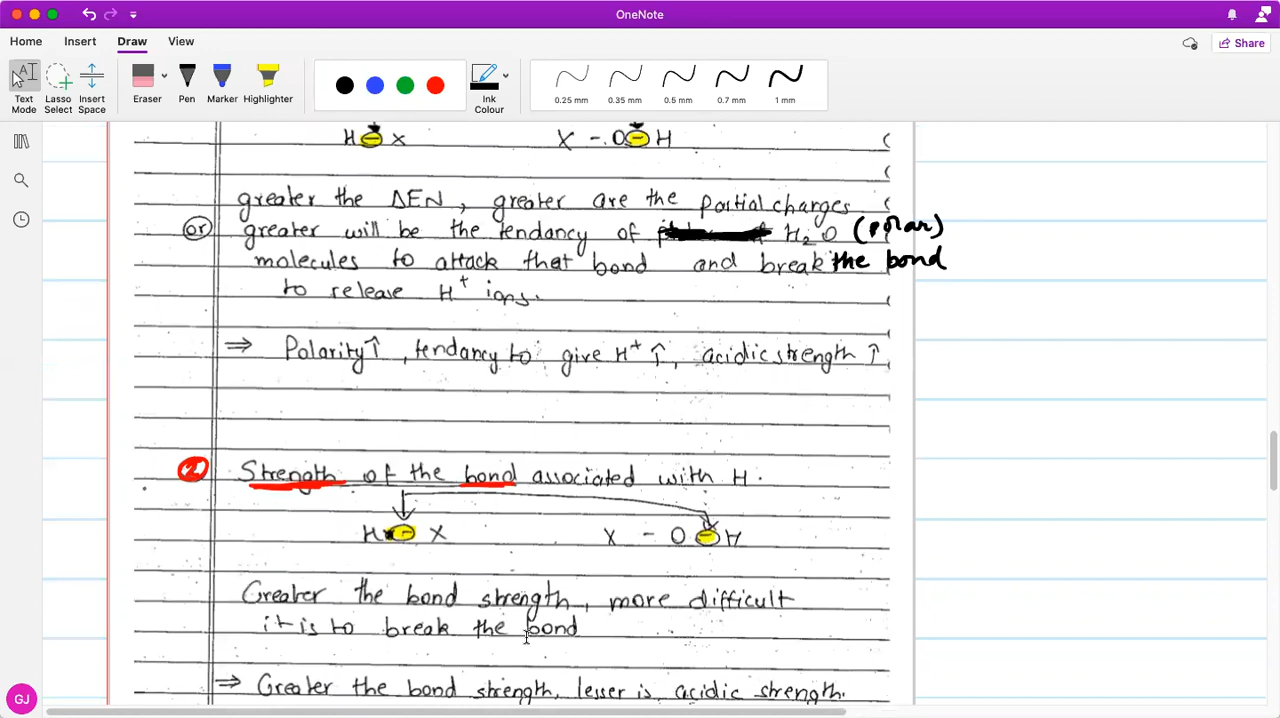 OneNote
Home Insert Draw View
Share
Text Mode
Lasso Select
Insert Space
Eraser
Pen
Marker
Highlighter
Ink Colour
0.25 mm
0.35 mm
0.5 mm
0.7 mm
1 mm
H - X X - O - H
greater the ΔEN, greater are the partial charges
or greater will be the tendancy of H2O (polar)
molecules to attack that bond and break the bond
to release H+ ions.
⇒ Polarity↑, tendancy to give H+ ↑, acidic strength ↑
2 Strength of the bond associated with H.
H - X X - O - H
Greater the bond strength, more difficult
it is to break the bond
⇒ Greater the bond strength, lesser is acidic strength.
GJ